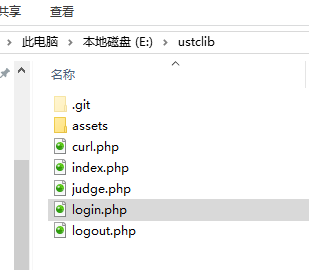 共享 查看
此电脑 本地磁盘 (E:) ustclib
名称
.git
assets
curl.php
index.php
judge.php
login.php
logout.php